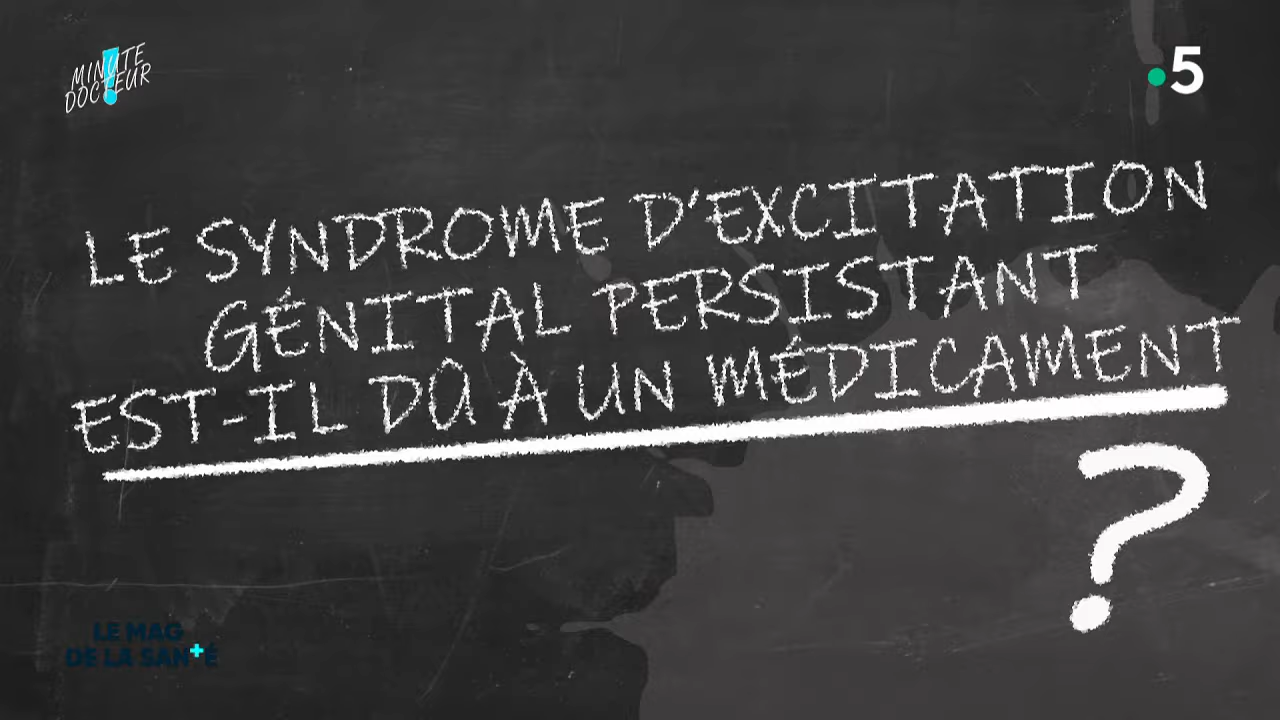 MINUTE
DOCTEUR
5
LE SYNDROME D'EXCITATION
GÉNITAL PERSISTANT
EST-IL DÛ À UN MÉDICAMENT
?
LE MAG
DE LA SANTÉ